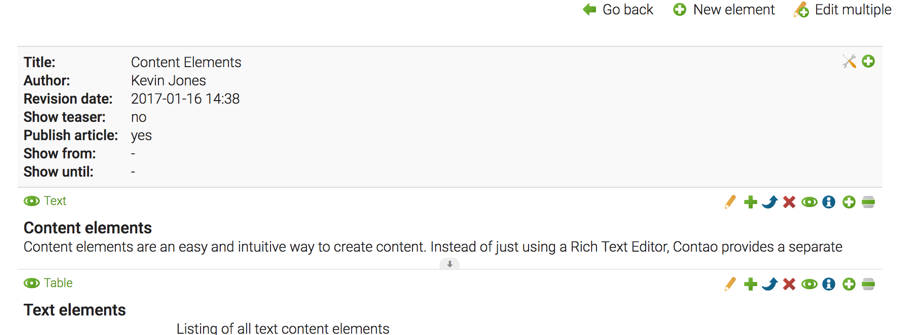 Go back New element Edit multiple
Title: Content Elements
Author: Kevin Jones
Revision date: 2017-01-16 14:38
Show teaser: no
Publish article: yes
Show from: -
Show until: -
Text
Content elements
Content elements are an easy and intuitive way to create content. Instead of just using a Rich Text Editor, Contao provides a separate
Table
Text elements
Listing of all text content elements